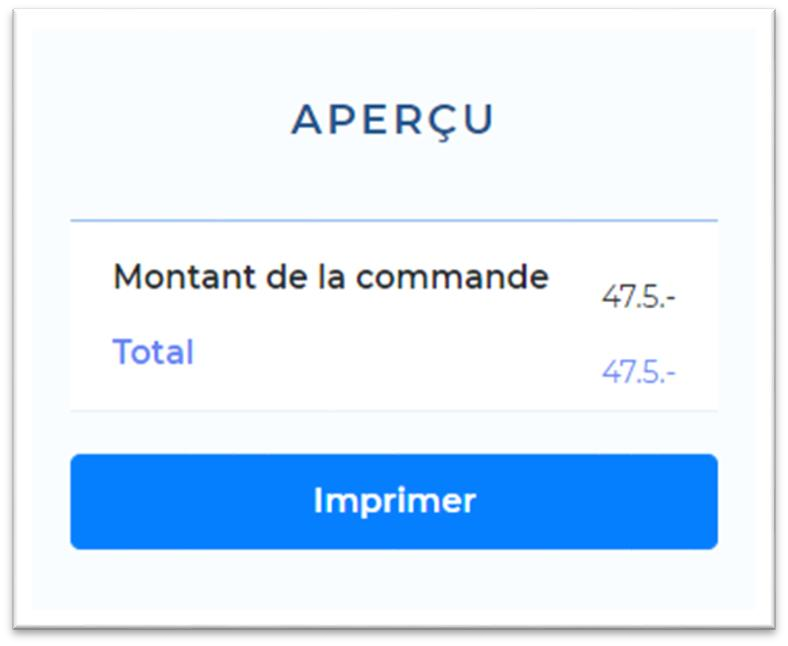 APERÇU
Montant de la commande 47.5.-
Total 47.5.-
Imprimer